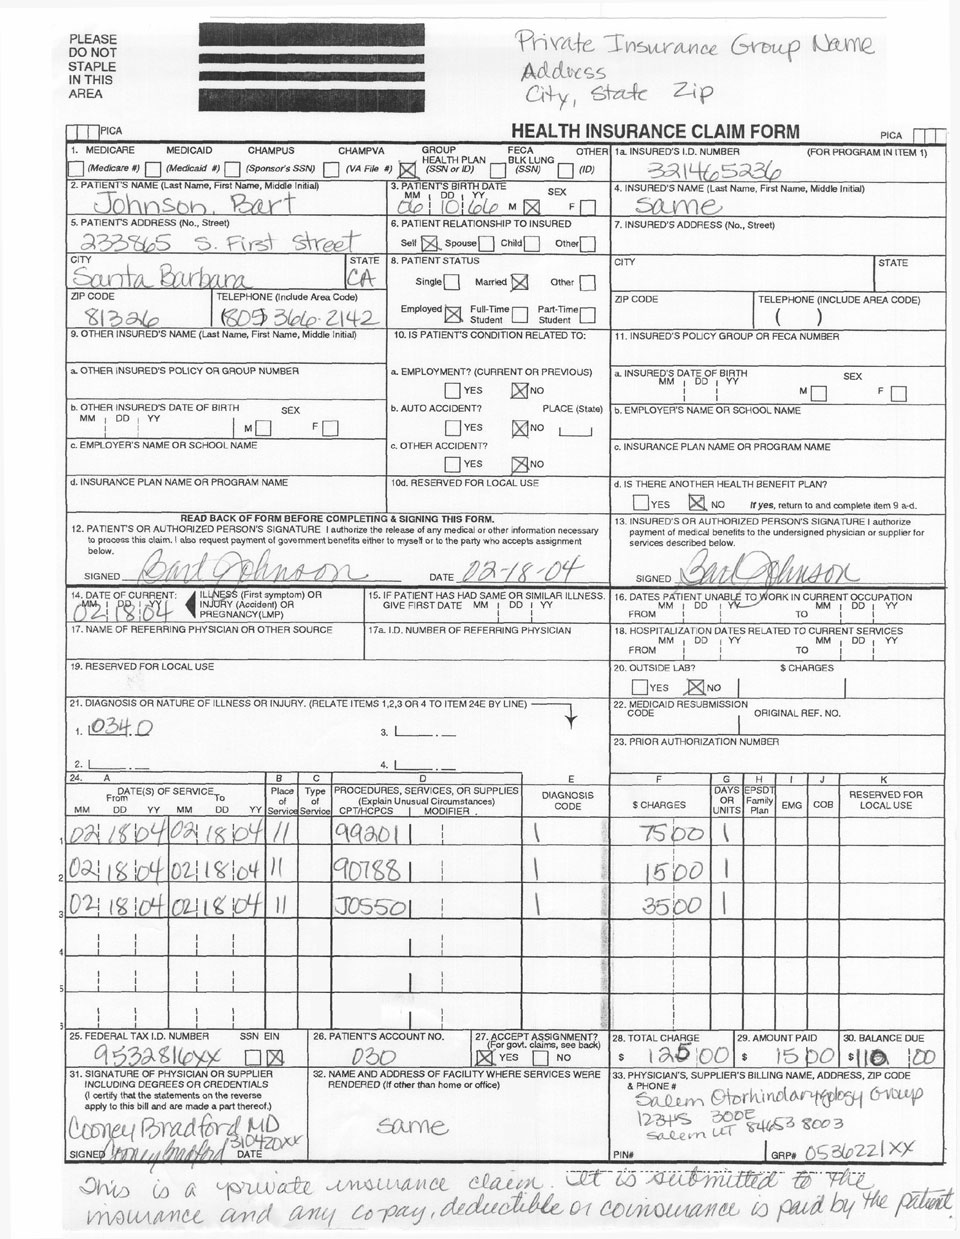 PLEASE
DO NOT
STAPLE
IN THIS
AREA
Private Insurance Group Name
Address
City, State Zip
PICA
HEALTH INSURANCE CLAIM FORM
PICA
1. MEDICARE MEDICAID CHAMPUS CHAMPVA GROUP HEALTH PLAN FECA BLK LUNG OTHER
(Medicare #) (Medicaid #) (Sponsor's SSN) (VA File #) (SSN or ID) (SSN) (ID)
1a. INSURED'S I.D. NUMBER (FOR PROGRAM IN ITEM 1)
321465236
2. PATIENT'S NAME (Last Name, First Name, Middle Initial)
Johnson, Bart
3. PATIENT'S BIRTH DATE SEX
MM DD YY
06 10 66 M F
4. INSURED'S NAME (Last Name, First Name, Middle Initial)
same
5. PATIENT'S ADDRESS (No., Street)
233865 S. First Street
6. PATIENT RELATIONSHIP TO INSURED
Self Spouse Child Other
7. INSURED'S ADDRESS (No., Street)
CITY STATE
Santa Barbara CA
8. PATIENT STATUS
Single Married Other
CITY STATE
ZIP CODE TELEPHONE (Include Area Code)
81326 (805) 366-2142
Employed Full-Time Student Part-Time Student
ZIP CODE TELEPHONE (INCLUDE AREA CODE)
( )
9. OTHER INSURED'S NAME (Last Name, First Name, Middle Initial)
10. IS PATIENT'S CONDITION RELATED TO:
11. INSURED'S POLICY GROUP OR FECA NUMBER
a. OTHER INSURED'S POLICY OR GROUP NUMBER
a. EMPLOYMENT? (CURRENT OR PREVIOUS)
YES NO
a. INSURED'S DATE OF BIRTH SEX
MM DD YY M F
b. OTHER INSURED'S DATE OF BIRTH SEX
MM DD YY M F
b. AUTO ACCIDENT? PLACE (State)
YES NO
b. EMPLOYER'S NAME OR SCHOOL NAME
c. EMPLOYER'S NAME OR SCHOOL NAME
c. OTHER ACCIDENT?
YES NO
c. INSURANCE PLAN NAME OR PROGRAM NAME
d. INSURANCE PLAN NAME OR PROGRAM NAME
10d. RESERVED FOR LOCAL USE
d. IS THERE ANOTHER HEALTH BENEFIT PLAN?
YES NO If yes, return to and complete item 9 a-d.
READ BACK OF FORM BEFORE COMPLETING & SIGNING THIS FORM.
12. PATIENT'S OR AUTHORIZED PERSON'S SIGNATURE I authorize the release of any medical or other information necessary
to process this claim. I also request payment of government benefits either to myself or to the party who accepts assignment
below.
SIGNED Bart Johnson DATE 02-18-04
13. INSURED'S OR AUTHORIZED PERSON'S SIGNATURE I authorize
payment of medical benefits to the undersigned physician or supplier for
services described below.
SIGNED Bart Johnson
14. DATE OF CURRENT: ILLNESS (First symptom) OR
MM DD YY INJURY (Accident) OR
02 18 04 PREGNANCY (LMP)
15. IF PATIENT HAS HAD SAME OR SIMILAR ILLNESS.
GIVE FIRST DATE MM DD YY
16. DATES PATIENT UNABLE TO WORK IN CURRENT OCCUPATION
MM DD YY MM DD YY
FROM TO
17. NAME OF REFERRING PHYSICIAN OR OTHER SOURCE
17a. I.D. NUMBER OF REFERRING PHYSICIAN
18. HOSPITALIZATION DATES RELATED TO CURRENT SERVICES
MM DD YY MM DD YY
FROM TO
19. RESERVED FOR LOCAL USE
20. OUTSIDE LAB? $ CHARGES
YES NO
21. DIAGNOSIS OR NATURE OF ILLNESS OR INJURY. (RELATE ITEMS 1,2,3 OR 4 TO ITEM 24E BY LINE)
1. 034.0 3.
2. 4.
22. MEDICAID RESUBMISSION
CODE ORIGINAL REF. NO.
23. PRIOR AUTHORIZATION NUMBER
24. A B C D E F G H I J K
DATE(S) OF SERVICE
From To
MM DD YY MM DD YY
Place of Service
Type of Service
PROCEDURES, SERVICES, OR SUPPLIES
(Explain Unusual Circumstances)
CPT/HCPCS MODIFIER
DIAGNOSIS CODE
$ CHARGES
DAYS OR UNITS
EPSDT Family Plan
EMG
COB
RESERVED FOR LOCAL USE
1 02 18 04 02 18 04 11 99201 1 75 00 1
2 02 18 04 02 18 04 11 90788 1 15 00 1
3 02 18 04 02 18 04 11 J0550 1 35 00 1
4
5
6
25. FEDERAL TAX I.D. NUMBER SSN EIN
9532816XX
26. PATIENT'S ACCOUNT NO.
030
27. ACCEPT ASSIGNMENT?
(For govt. claims, see back)
YES NO
28. TOTAL CHARGE
$ 125 00
29. AMOUNT PAID
$ 15 00
30. BALANCE DUE
$ 110 00
31. SIGNATURE OF PHYSICIAN OR SUPPLIER
INCLUDING DEGREES OR CREDENTIALS
(I certify that the statements on the reverse
apply to this bill and are made a part thereof.)
Cooney Bradford MD
310420XX
SIGNED Cooney Bradford DATE
32. NAME AND ADDRESS OF FACILITY WHERE SERVICES WERE
RENDERED (If other than home or office)
same
33. PHYSICIAN'S, SUPPLIER'S BILLING NAME, ADDRESS, ZIP CODE
& PHONE #
Salem Otorhindarygology Group
12345 300E
Salem UT 84653 8003
PIN# GRP# 0536221XX
This is a private insurance claim. It is submitted to the
insurance and any copay, deductible or coinsurance is paid by the patient.